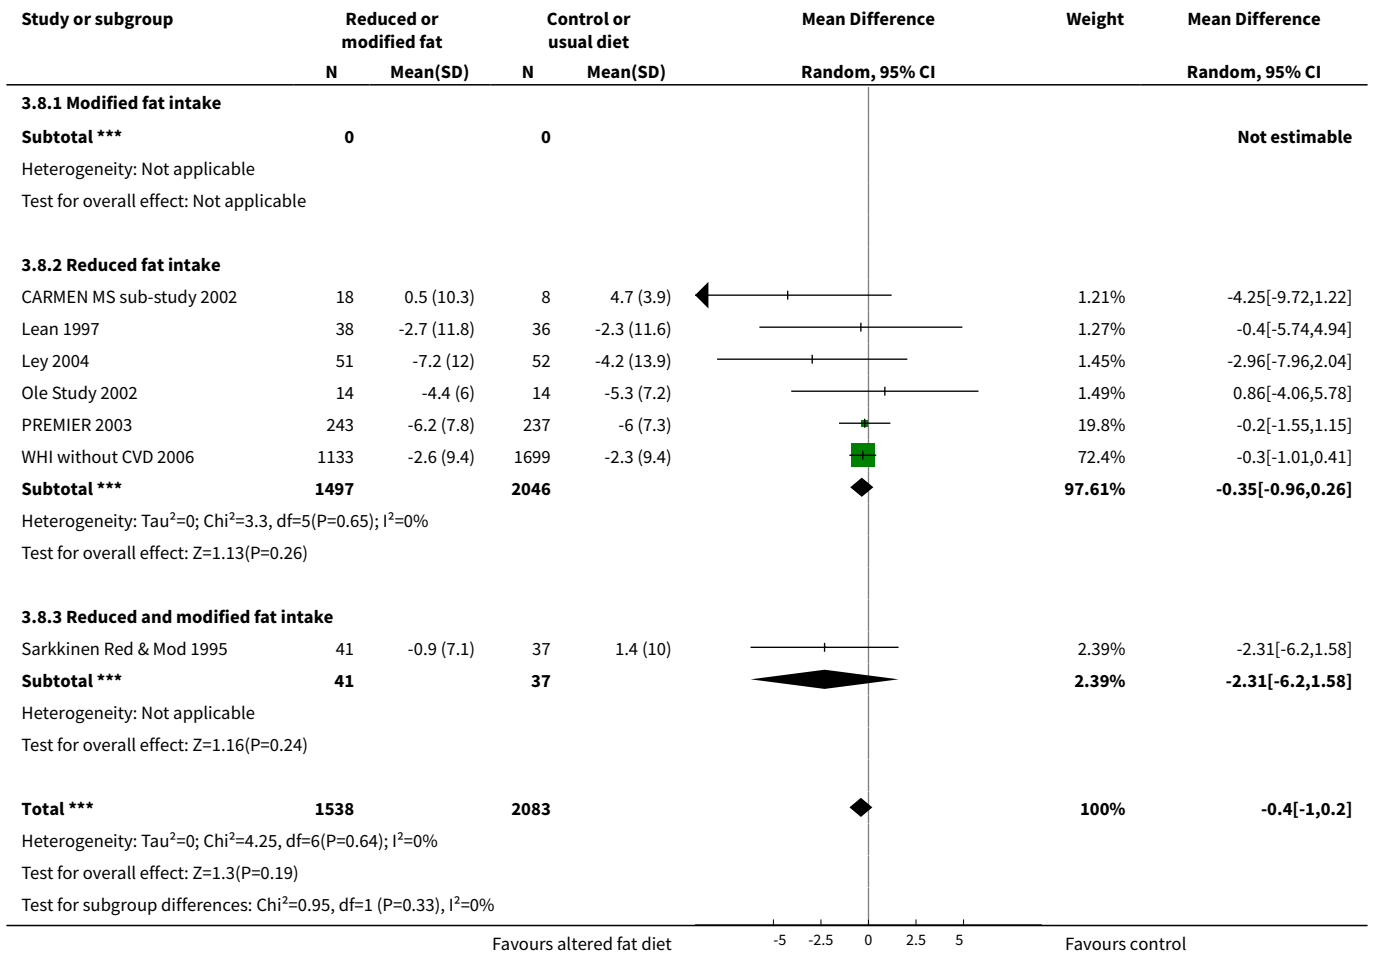 Study or subgroup Reduced or modified fat Control or usual diet Mean Difference Weight Mean Difference
N Mean(SD) N Mean(SD) Random, 95% CI Random, 95% CI
3.8.1 Modified fat intake
Subtotal *** 0 0 Not estimable
Heterogeneity: Not applicable
Test for overall effect: Not applicable
3.8.2 Reduced fat intake
CARMEN MS sub-study 2002 18 0.5 (10.3) 8 4.7 (3.9) 1.21% -4.25[-9.72,1.22]
Lean 1997 38 -2.7 (11.8) 36 -2.3 (11.6) 1.27% -0.4[-5.74,4.94]
Ley 2004 51 -7.2 (12) 52 -4.2 (13.9) 1.45% -2.96[-7.96,2.04]
Ole Study 2002 14 -4.4 (6) 14 -5.3 (7.2) 1.49% 0.86[-4.06,5.78]
PREMIER 2003 243 -6.2 (7.8) 237 -6 (7.3) 19.8% -0.2[-1.55,1.15]
WHI without CVD 2006 1133 -2.6 (9.4) 1699 -2.3 (9.4) 72.4% -0.3[-1.01,0.41]
Subtotal *** 1497 2046 97.61% -0.35[-0.96,0.26]
Heterogeneity: Tau²=0; Chi²=3.3, df=5(P=0.65); I²=0%
Test for overall effect: Z=1.13(P=0.26)
3.8.3 Reduced and modified fat intake
Sarkkinen Red & Mod 1995 41 -0.9 (7.1) 37 1.4 (10) 2.39% -2.31[-6.2,1.58]
Subtotal *** 41 37 2.39% -2.31[-6.2,1.58]
Heterogeneity: Not applicable
Test for overall effect: Z=1.16(P=0.24)
Total *** 1538 2083 100% -0.4[-1,0.2]
Heterogeneity: Tau²=0; Chi²=4.25, df=6(P=0.64); I²=0%
Test for overall effect: Z=1.3(P=0.19)
Test for subgroup differences: Chi²=0.95, df=1 (P=0.33), I²=0%
Favours altered fat diet -5 -2.5 0 2.5 5 Favours control